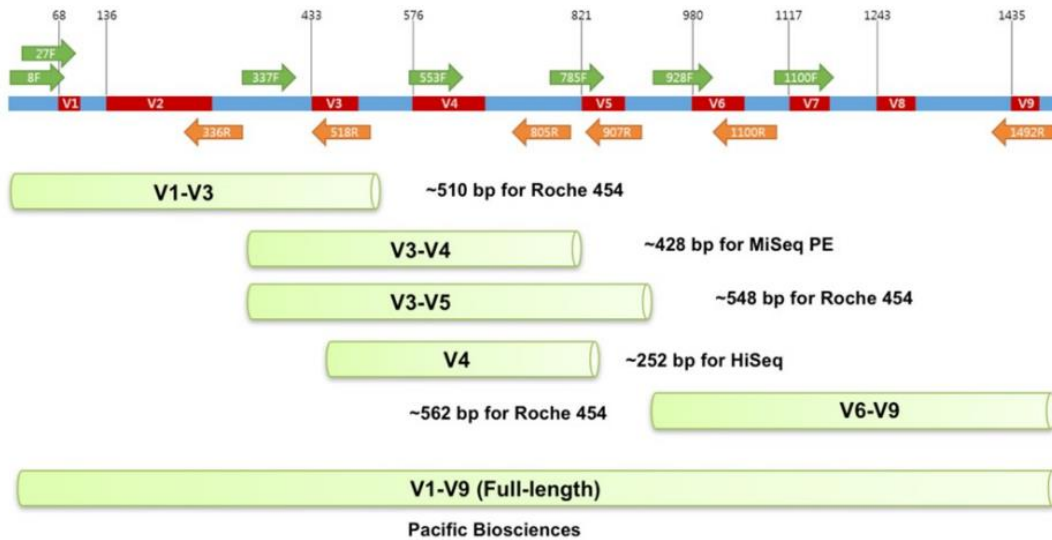 68 136 433 576 821 980 1117 1243 1435
27F
8F 337F 553F 785F 928F 1100F
V1 V2 V3 V4 V5 V6 V7 V8 V9
336R 518R 805R 907R 1100R 1492R
V1-V3 ~510 bp for Roche 454
V3-V4 ~428 bp for MiSeq PE
V3-V5 ~548 bp for Roche 454
V4 ~252 bp for HiSeq
~562 bp for Roche 454 V6-V9
V1-V9 (Full-length)
Pacific Biosciences